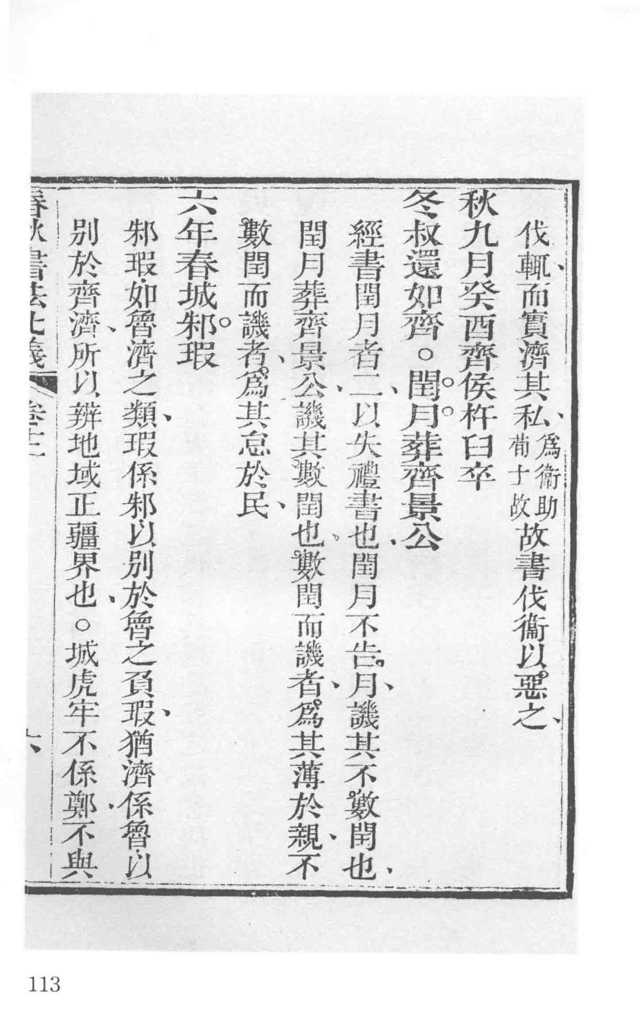 伐輒而實濟其私爲衛助荀士故故書伐衞以惡之
秋九月癸酉齊侯杵臼卒
冬叔還如齊○閏月葬齊景公
經書閏月者二以失禮書也閏月不告月譏其不數閏也
閏月葬齊景公譏其數閏也數閏而譏者爲其薄於親不
數閏而譏者爲其怠於民
六年春城邾瑕
邾瑕如魯濟之類瑕係邾以別於魯之負瑕猶濟係魯以
別於齊濟所以辨地域正疆界也○城虎牢不係鄭不與
春秋書法比義
卷十二
六
113